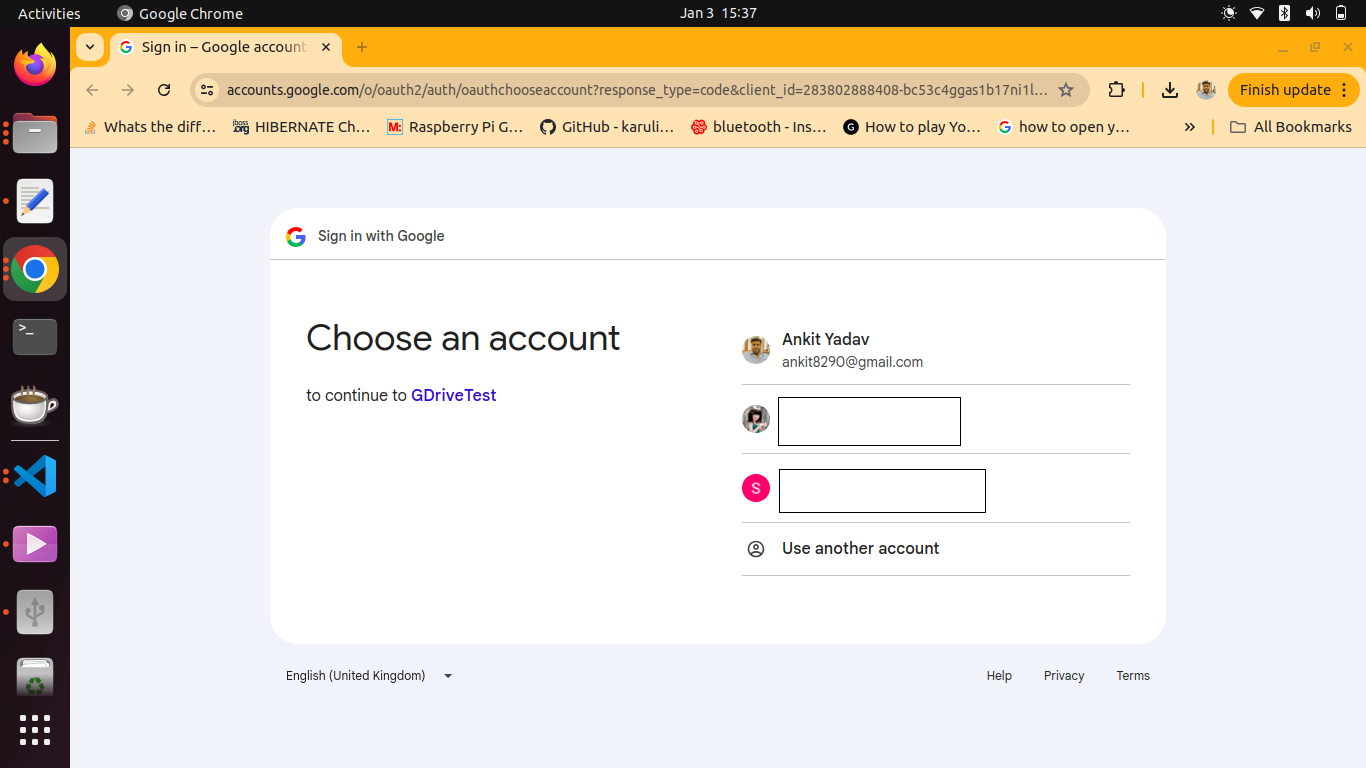 Activities
Google Chrome
Jan 3 15:37
Sign in – Google account
accounts.google.com/o/oauth2/auth/oauthchooseaccount?response_type=code&client_id=283802888408-bc53c4ggas1b17ni1l...
Finish update
Whats the diff...
HIBERNATE Ch...
Raspberry Pi G...
GitHub - karuli...
bluetooth - Ins...
How to play Yo...
how to open y...
All Bookmarks
Sign in with Google
Choose an account
to continue to GDriveTest
Ankit Yadav
ankit8290@gmail.com
S
Use another account
English (United Kingdom)
Help
Privacy
Terms